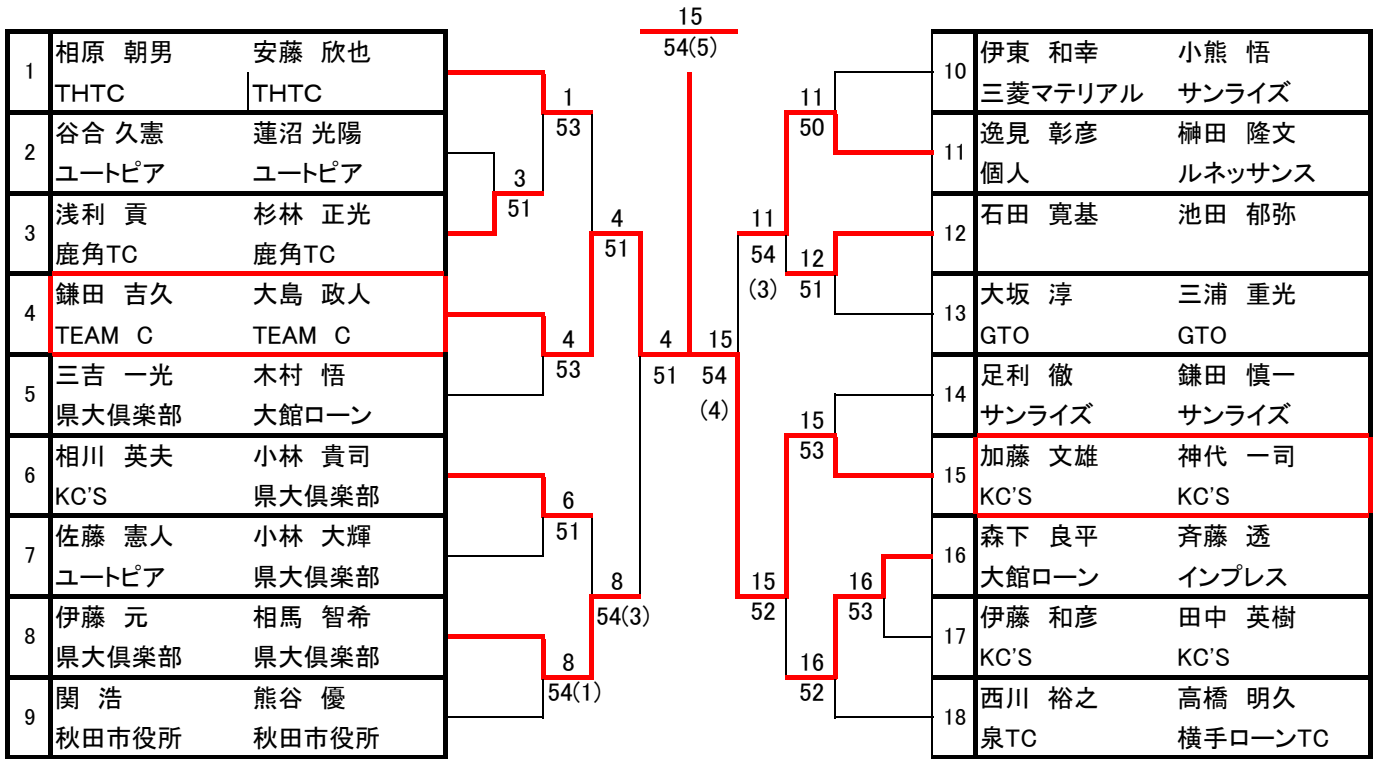 15
54(5)
1 相原 朝男 安藤 欣也
THTC THTC
2 谷合 久憲 蓮沼 光陽
ユートピア ユートピア
3 浅利 貢 杉林 正光
鹿角TC 鹿角TC
4 鎌田 吉久 大島 政人
TEAM C TEAM C
5 三吉 一光 木村 悟
県大倶楽部 大館ローン
6 相川 英夫 小林 貴司
KC'S 県大倶楽部
7 佐藤 憲人 小林 大輝
ユートピア 県大倶楽部
8 伊藤 元 相馬 智希
県大倶楽部 県大倶楽部
9 関 浩 熊谷 優
秋田市役所 秋田市役所
1
53
3
51
4
51
4
53
6
51
8
54(3)
8
54(1)
4
51
15
54
(4)
11
50
11
54
(3)
12
51
15
53
15
52
16
53
16
52
10 伊東 和幸 小熊 悟
三菱マテリアル サンライズ
11 逸見 彰彦 榊田 隆文
個人 ルネッサンス
12 石田 寛基 池田 郁弥
13 大坂 淳 三浦 重光
GTO GTO
14 足利 徹 鎌田 慎一
サンライズ サンライズ
15 加藤 文雄 神代 一司
KC'S KC'S
16 森下 良平 斉藤 透
大館ローン インプレス
17 伊藤 和彦 田中 英樹
KC'S KC'S
18 西川 裕之 高橋 明久
泉TC 横手ローンTC